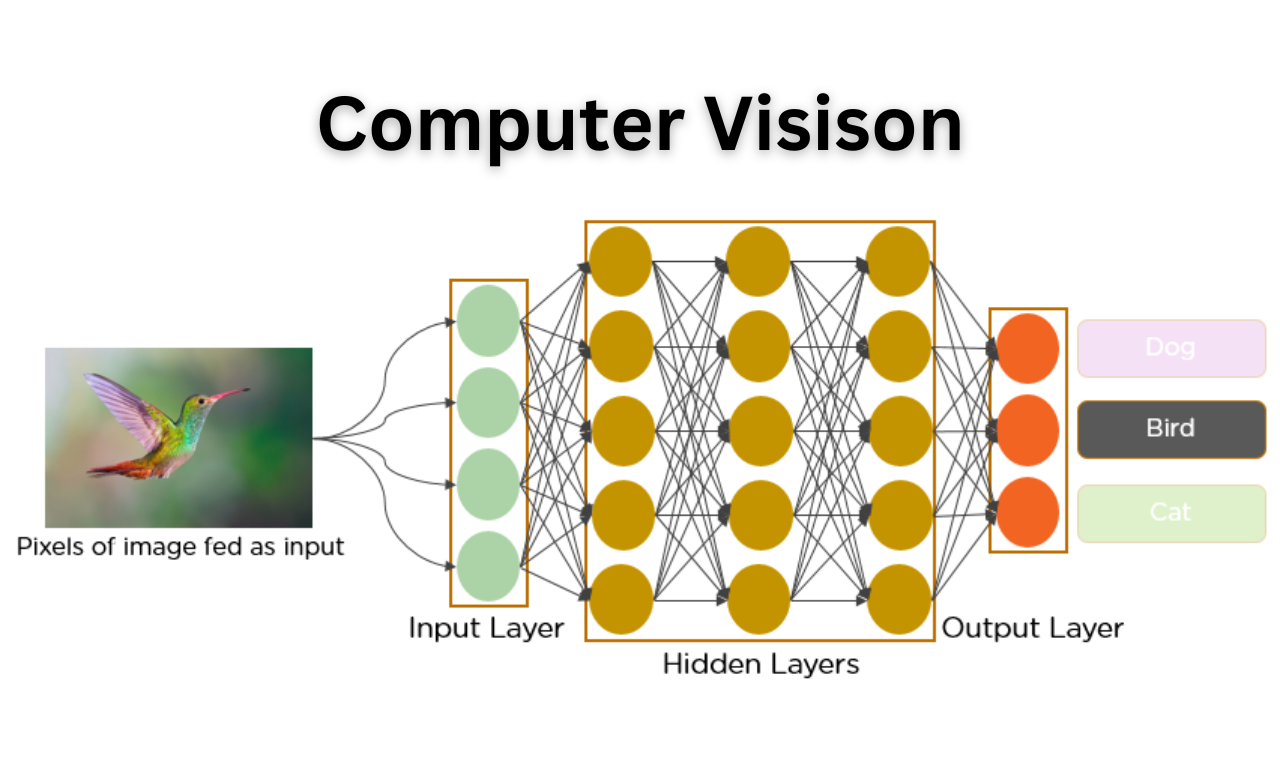 Computer Visison
Pixels of image fed as input
Input Layer
Hidden Layers
Output Layer
Dog
Bird
Cat